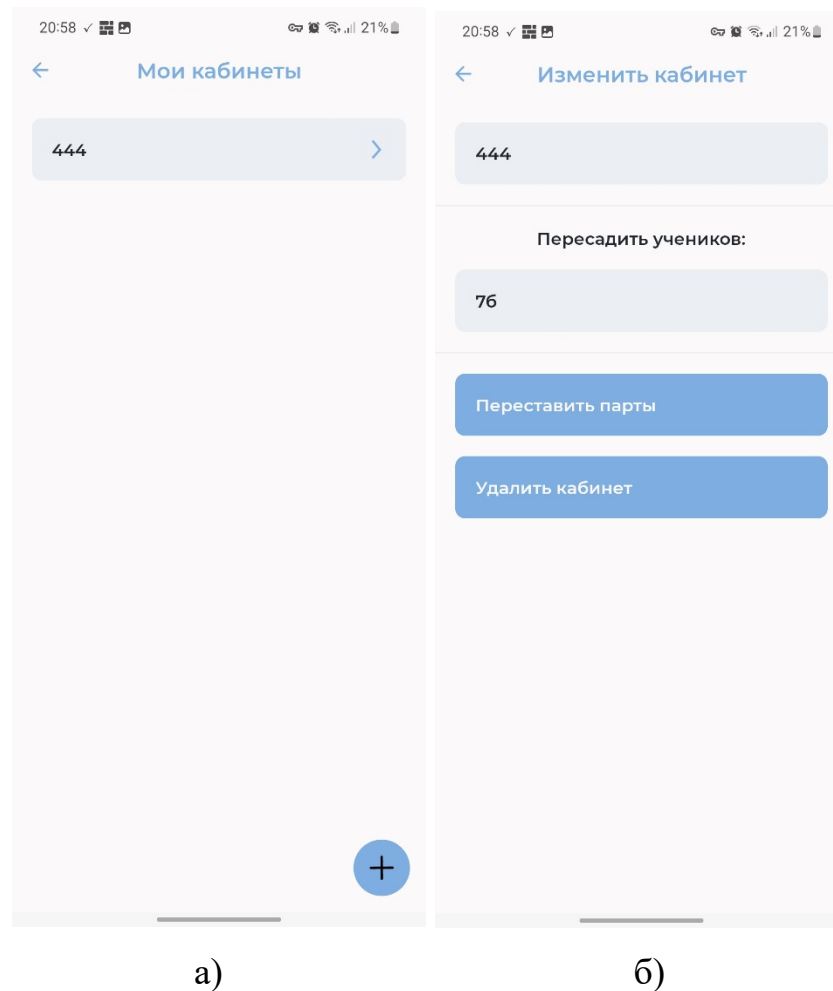 20:58 21%
Мои кабинеты
444
20:58 21%
Изменить кабинет
444
Пересадить учеников:
7б
Переставить парты
Удалить кабинет
а) б)